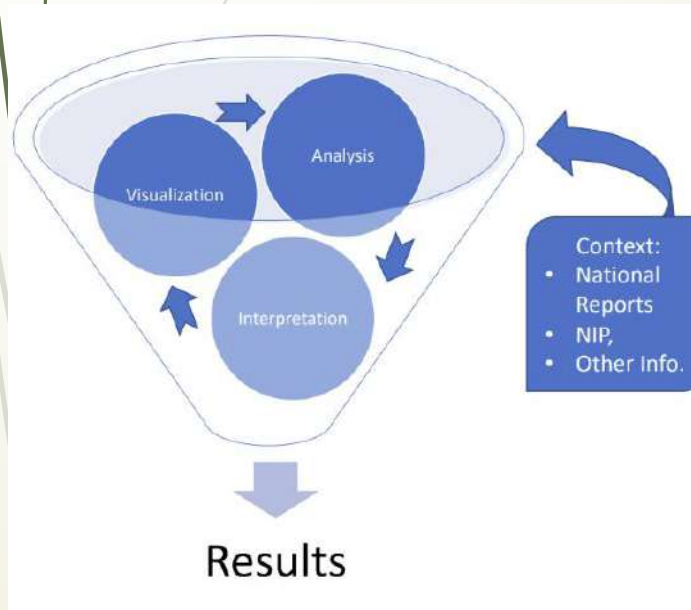 Analysis
Visualization
Interpretation
Context:
• National
Reports
• NIP,
• Other Info.
Results